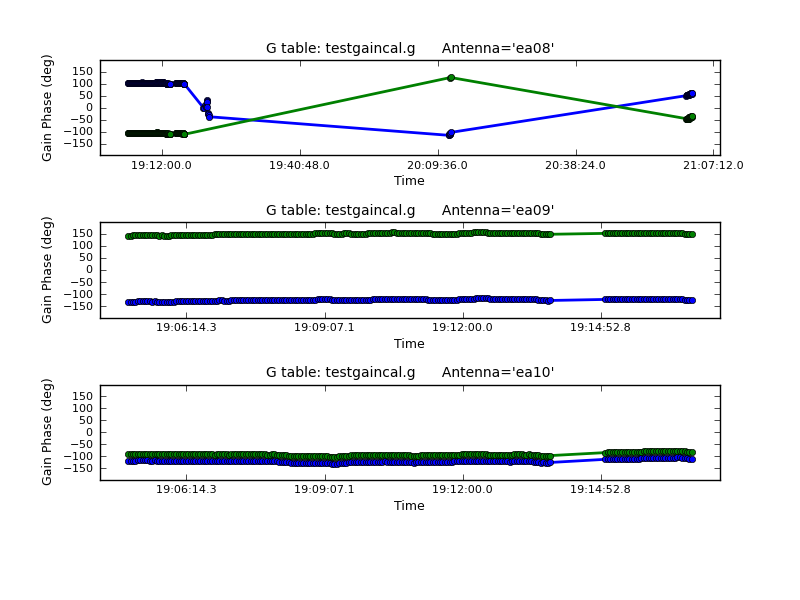 G table: testgaincal.g Antenna='ea08'
Gain Phase (deg)
150
100
50
0
−50
−100
−150
19:12:00.0 19:40:48.0 20:09:36.0 20:38:24.0 21:07:12.0
Time
G table: testgaincal.g Antenna='ea09'
Gain Phase (deg)
150
100
50
0
−50
−100
−150
19:06:14.3 19:09:07.1 19:12:00.0 19:14:52.8
Time
G table: testgaincal.g Antenna='ea10'
Gain Phase (deg)
150
100
50
0
−50
−100
−150
19:06:14.3 19:09:07.1 19:12:00.0 19:14:52.8
Time